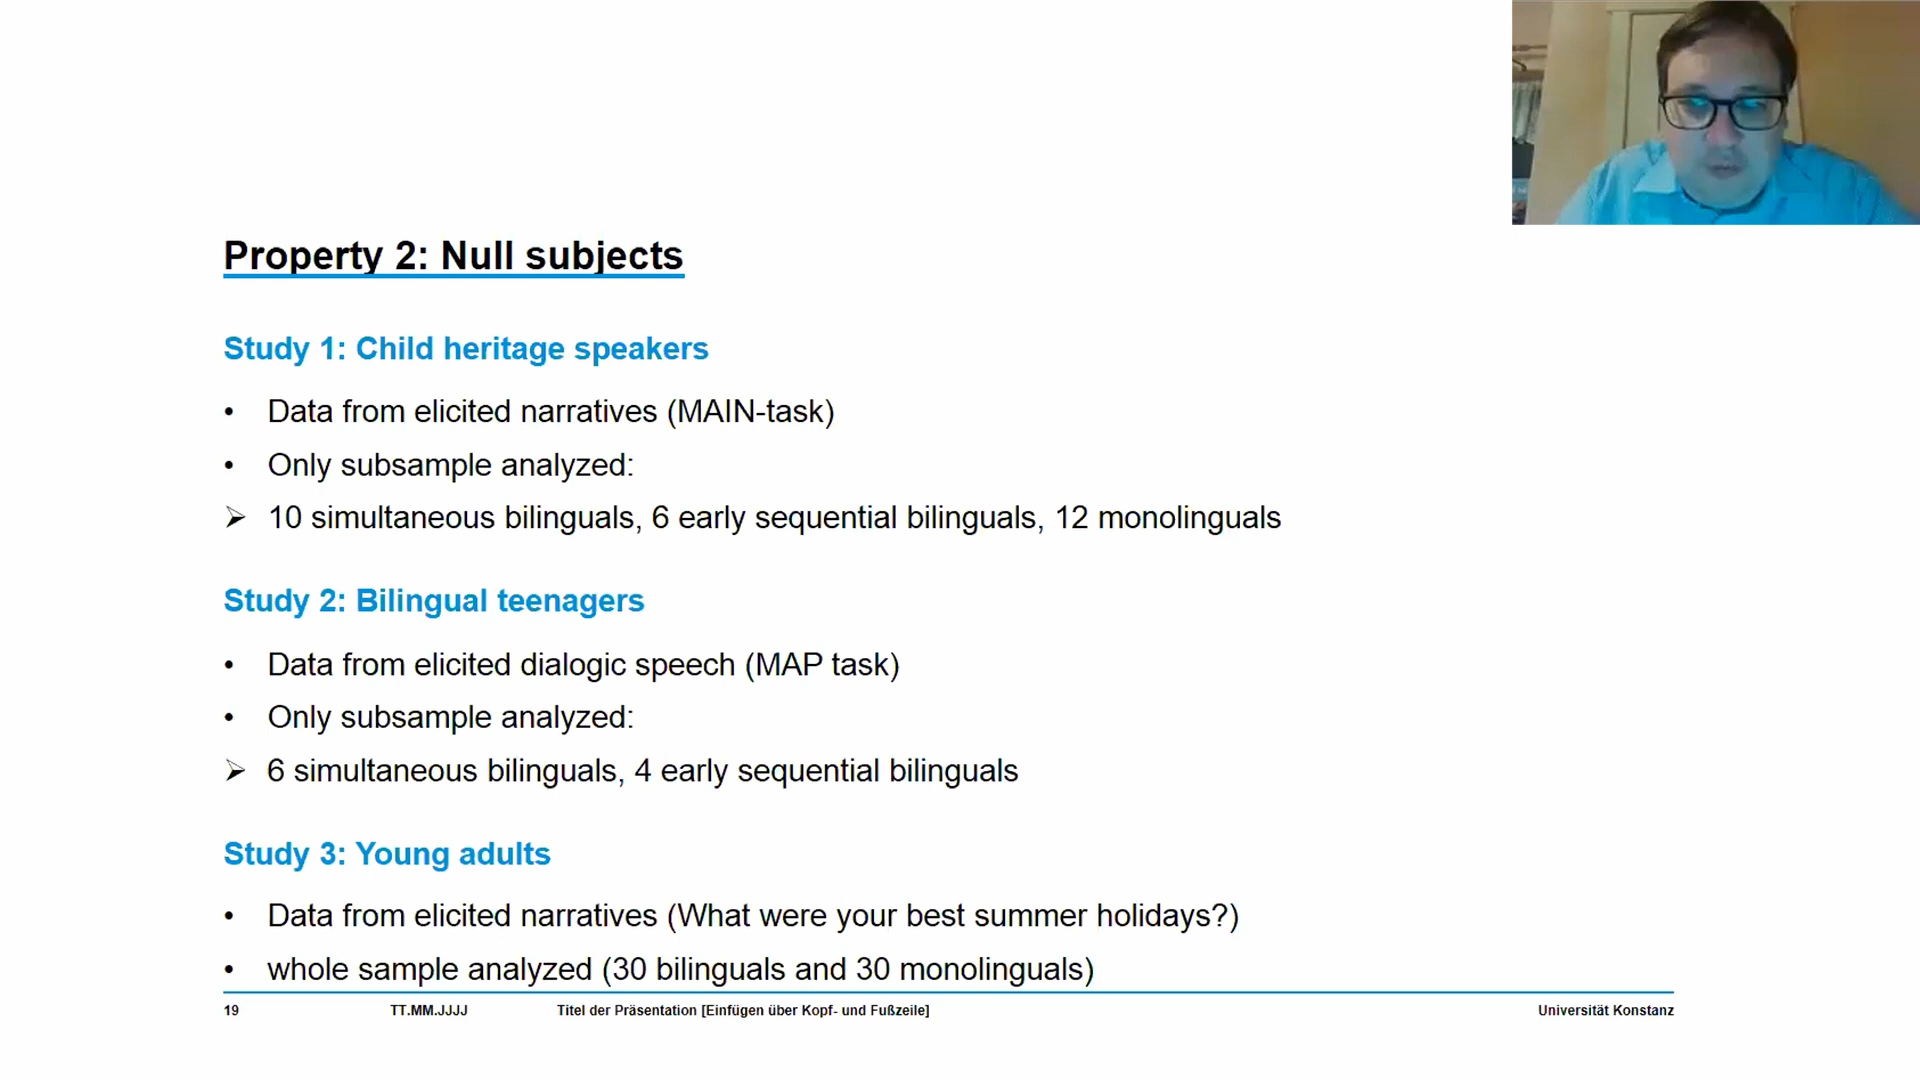 Property 2: Null subjects
Study 1: Child heritage speakers
• Data from elicited narratives (MAIN-task)
• Only subsample analyzed:
➢ 10 simultaneous bilinguals, 6 early sequential bilinguals, 12 monolinguals
Study 2: Bilingual teenagers
• Data from elicited dialogic speech (MAP task)
• Only subsample analyzed:
➢ 6 simultaneous bilinguals, 4 early sequential bilinguals
Study 3: Young adults
• Data from elicited narratives (What were your best summer holidays?)
• whole sample analyzed (30 bilinguals and 30 monolinguals)
19 TT.MM.JJJJ Titel der Präsentation [Einfügen über Kopf- und Fußzeile] Universität Konstanz